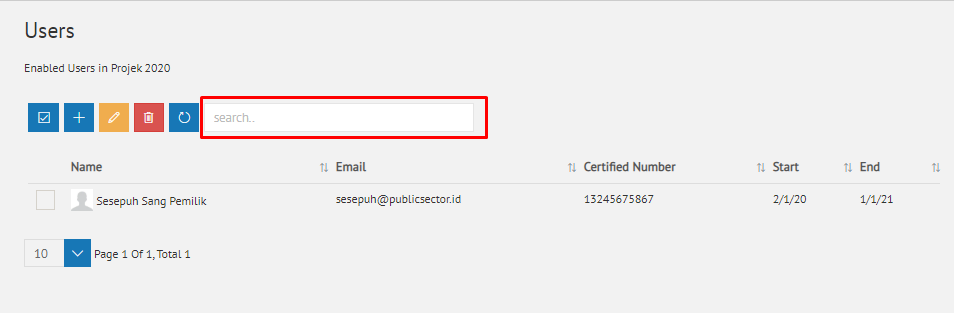 Users
Enabled Users in Projek 2020
search..
Name Email Certified Number Start End
Sesepuh Sang Pemilik sesepuh@publicsector.id 13245675867 2/1/20 1/1/21
10 Page 1 Of 1, Total 1